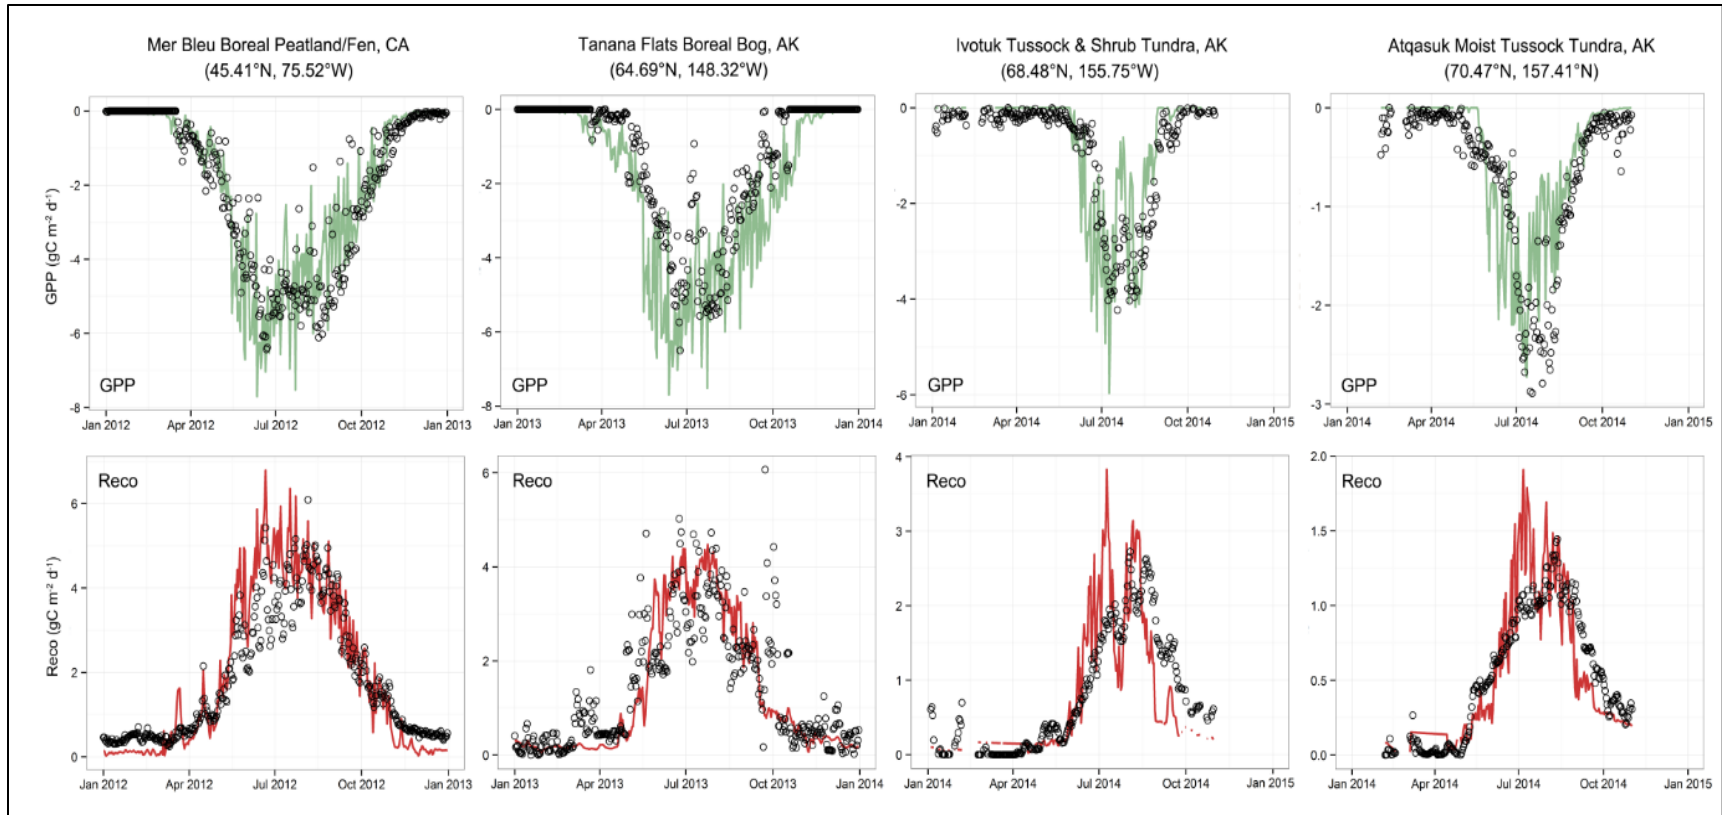 Mer Bleu Boreal Peatland/Fen, CA
(45.41°N, 75.52°W)
Tanana Flats Boreal Bog, AK
(64.69°N, 148.32°W)
Ivotuk Tussock & Shrub Tundra, AK
(68.48°N, 155.75°W)
Atqasuk Moist Tussock Tundra, AK
(70.47°N, 157.41°N)
GPP (gC m⁻² d⁻¹)
0
-2
-4
-6
-8
GPP
Jan 2012
Apr 2012
Jul 2012
Oct 2012
Jan 2013
0
-2
-4
-6
-8
GPP
Jan 2013
Apr 2013
Jul 2013
Oct 2013
Jan 2014
0
-2
-4
-6
GPP
Jan 2014
Apr 2014
Jul 2014
Oct 2014
Jan 2015
0
-1
-2
-3
GPP
Jan 2014
Apr 2014
Jul 2014
Oct 2014
Jan 2015
Reco (gC m⁻² d⁻¹)
Reco
6
4
2
0
Jan 2012
Apr 2012
Jul 2012
Oct 2012
Jan 2013
Reco
6
4
2
0
Jan 2013
Apr 2013
Jul 2013
Oct 2013
Jan 2014
Reco
4
3
2
1
0
Jan 2014
Apr 2014
Jul 2014
Oct 2014
Jan 2015
Reco
2.0
1.5
1.0
0.5
0.0
Jan 2014
Apr 2014
Jul 2014
Oct 2014
Jan 2015